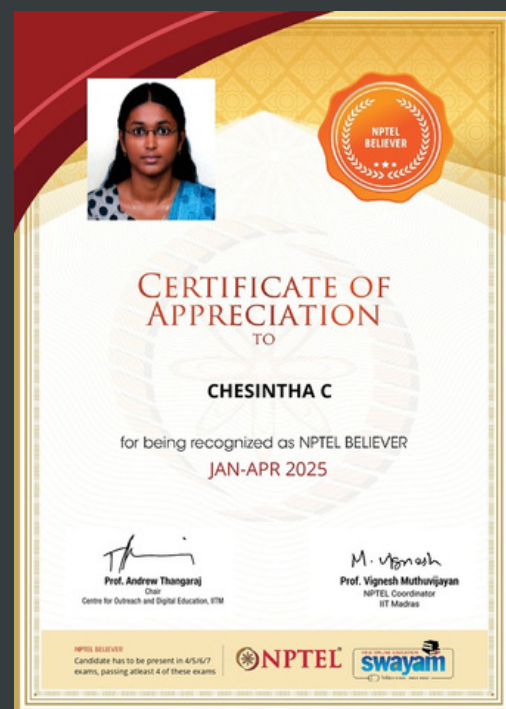 NPTEL
BELIEVER
CERTIFICATE OF
APPRECIATION
TO
CHESINTHA C
for being recognized as NPTEL BELIEVER
JAN-APR 2025
M. Vignesh
Prof. Andrew Thangaraj
Chair
Centre for Outreach and Digital Education, IITM
Prof. Vignesh Muthuvijayan
NPTEL Coordinator
IIT Madras
NPTEL BELIEVER
Candidate has to be present in 4/5/6/7
exams, passing atleast 4 of these exams
NPTEL
swayam